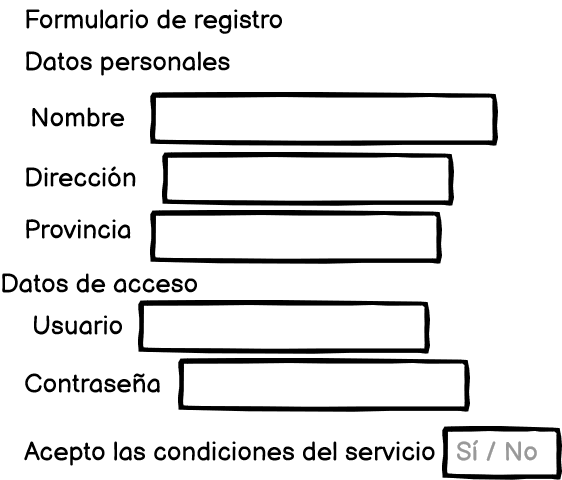 Formulario de registro
Datos personales
Nombre
Dirección
Provincia
Datos de acceso
Usuario
Contraseña
Acepto las condiciones del servicio Sí / No